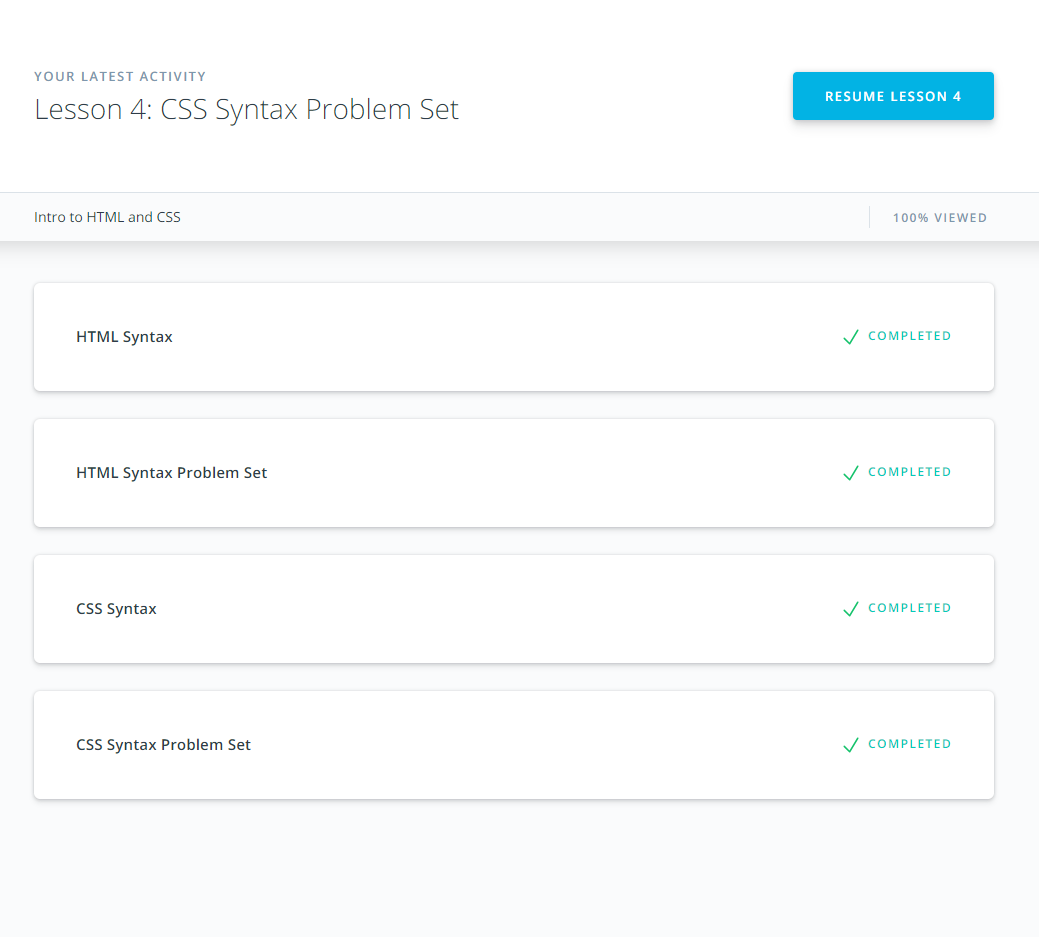 YOUR LATEST ACTIVITY
Lesson 4: CSS Syntax Problem Set
RESUME LESSON 4
Intro to HTML and CSS
100% VIEWED
HTML Syntax
COMPLETED
HTML Syntax Problem Set
COMPLETED
CSS Syntax
COMPLETED
CSS Syntax Problem Set
COMPLETED